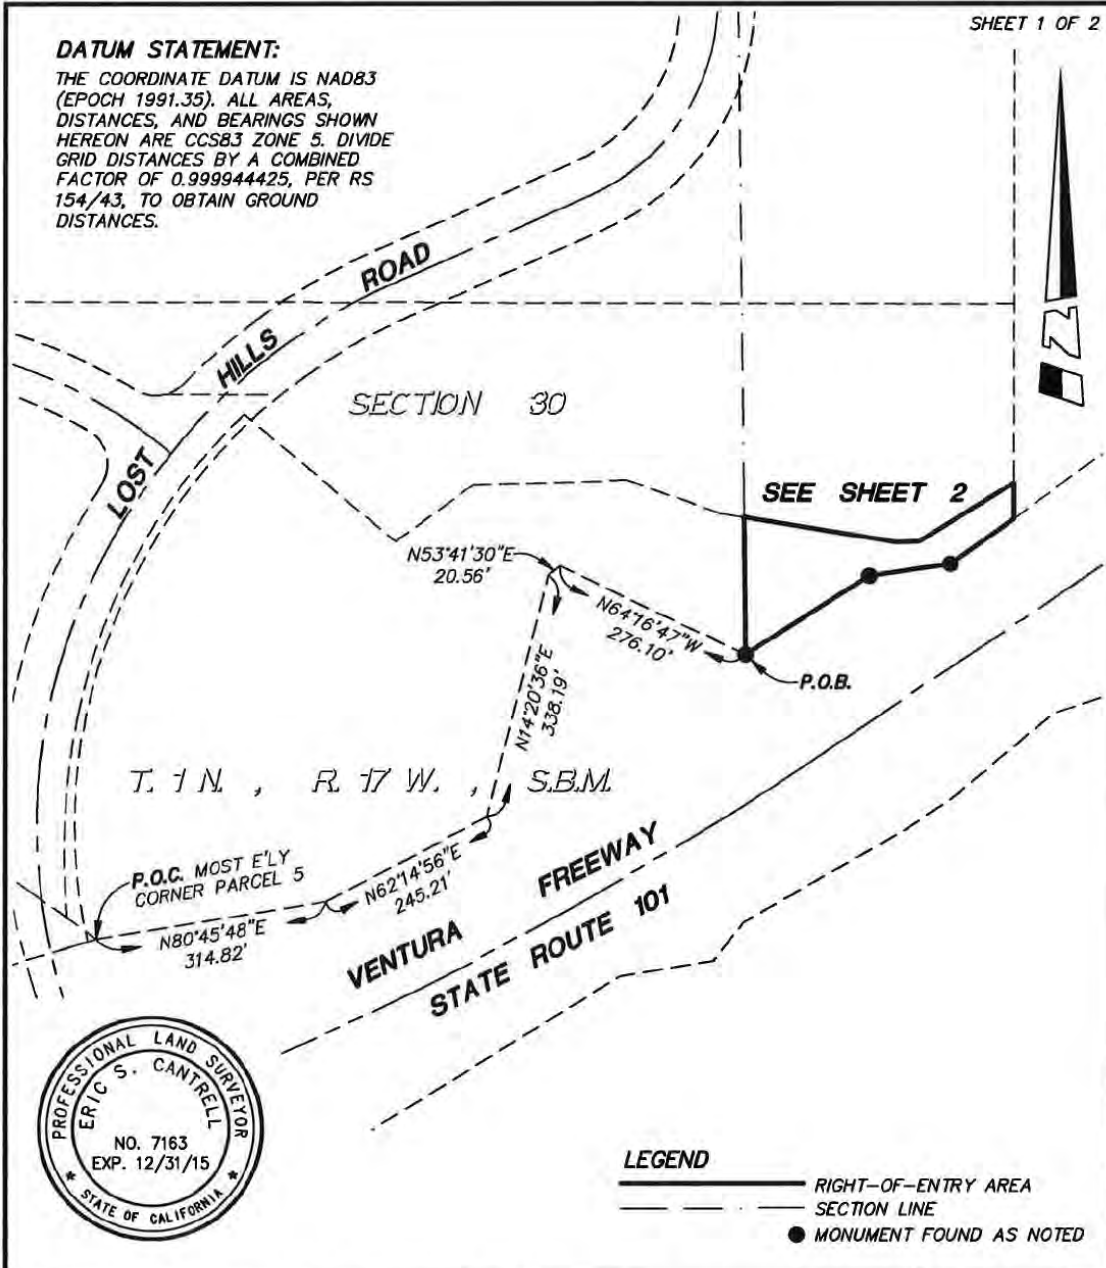 SHEET 1 OF 2
DATUM STATEMENT:
THE COORDINATE DATUM IS NAD83
(EPOCH 1991.35). ALL AREAS,
DISTANCES, AND BEARINGS SHOWN
HEREON ARE CCS83 ZONE 5. DIVIDE
GRID DISTANCES BY A COMBINED
FACTOR OF 0.999944425, PER RS
154/43, TO OBTAIN GROUND
DISTANCES.
LOST HILLS ROAD
N
SECTION 30
SEE SHEET 2
N53°41'30"E
20.56'
N64°16'47"W
276.10'
P.O.B.
N14°20'36"E
338.19'
T. 1 N. , R. 17 W. , S.B.M.
P.O.C. MOST E'LY
CORNER PARCEL 5
N62°14'56"E
245.21'
N80°45'48"E
314.82'
VENTURA FREEWAY
STATE ROUTE 101
PROFESSIONAL LAND SURVEYOR
ERIC S. CANTRELL
NO. 7163
EXP. 12/31/15
STATE OF CALIFORNIA
LEGEND
RIGHT-OF-ENTRY AREA
SECTION LINE
MONUMENT FOUND AS NOTED